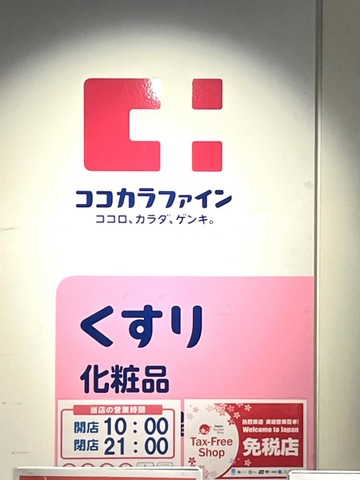 ココカラファイン
ココロ、カラダ、ゲンキ。
くすり
化粧品
当店の営業時間
開店 10:00
閉店 21:00
Japan
Tax-Free
Shop
Welcome to Japan
免税店